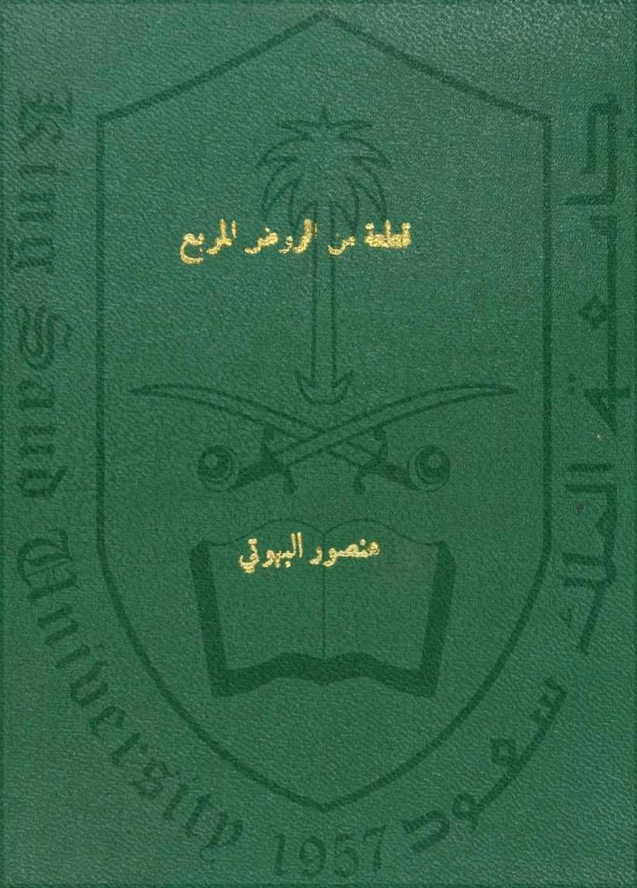 قطعة من الروض المربع
منصور البهوتي
King Saud University 1957
جامعة الملك سعود